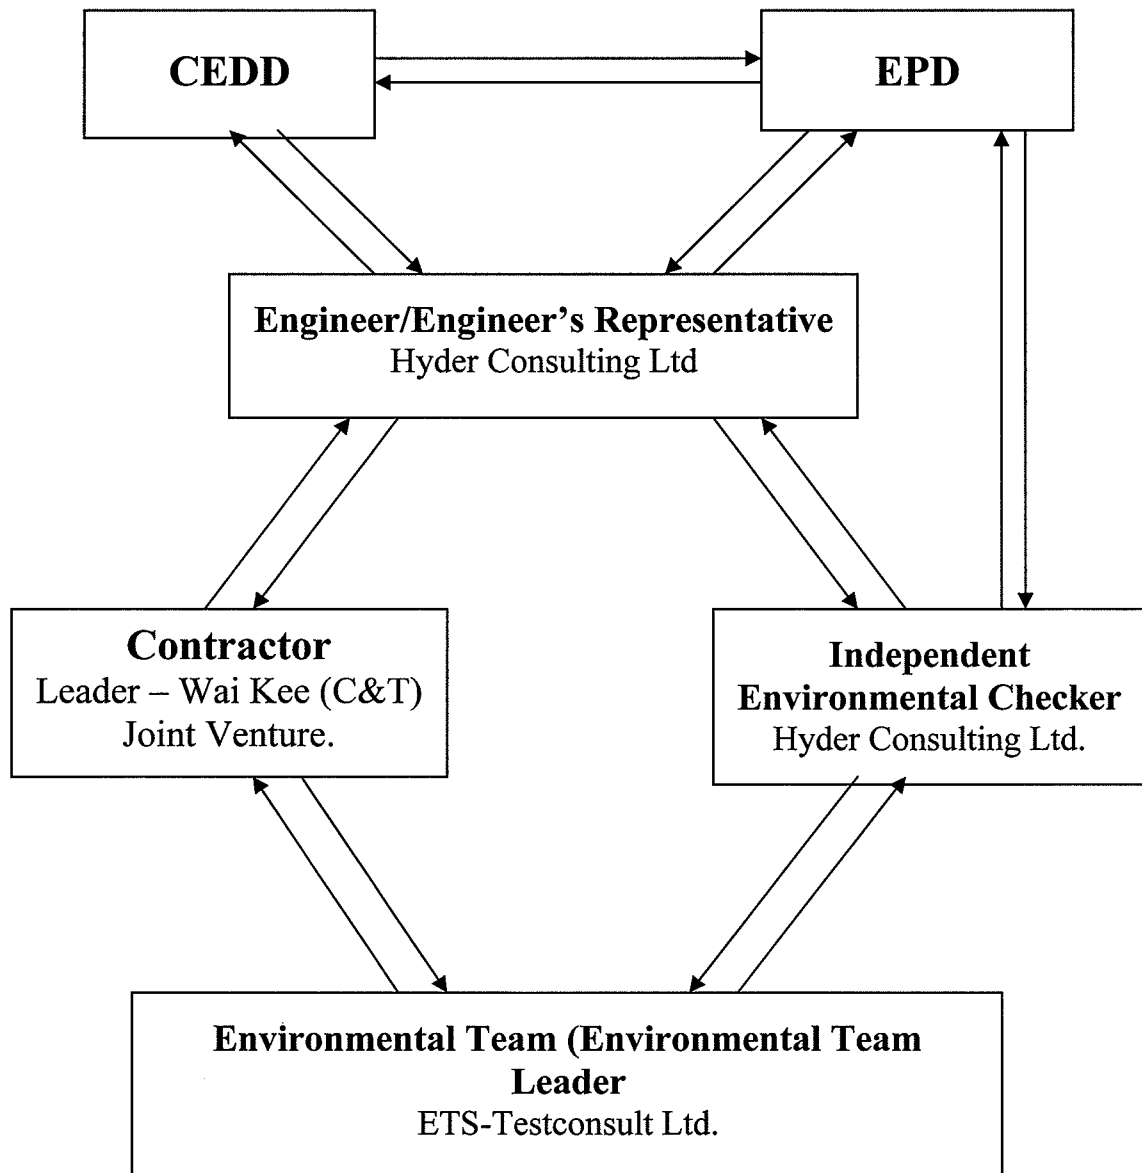 CEDD
EPD
Engineer/Engineer's Representative
Hyder Consulting Ltd
Contractor
Leader – Wai Kee (C&T)
Joint Venture.
Independent
Environmental Checker
Hyder Consulting Ltd.
Environmental Team (Environmental Team
Leader
ETS-Testconsult Ltd.